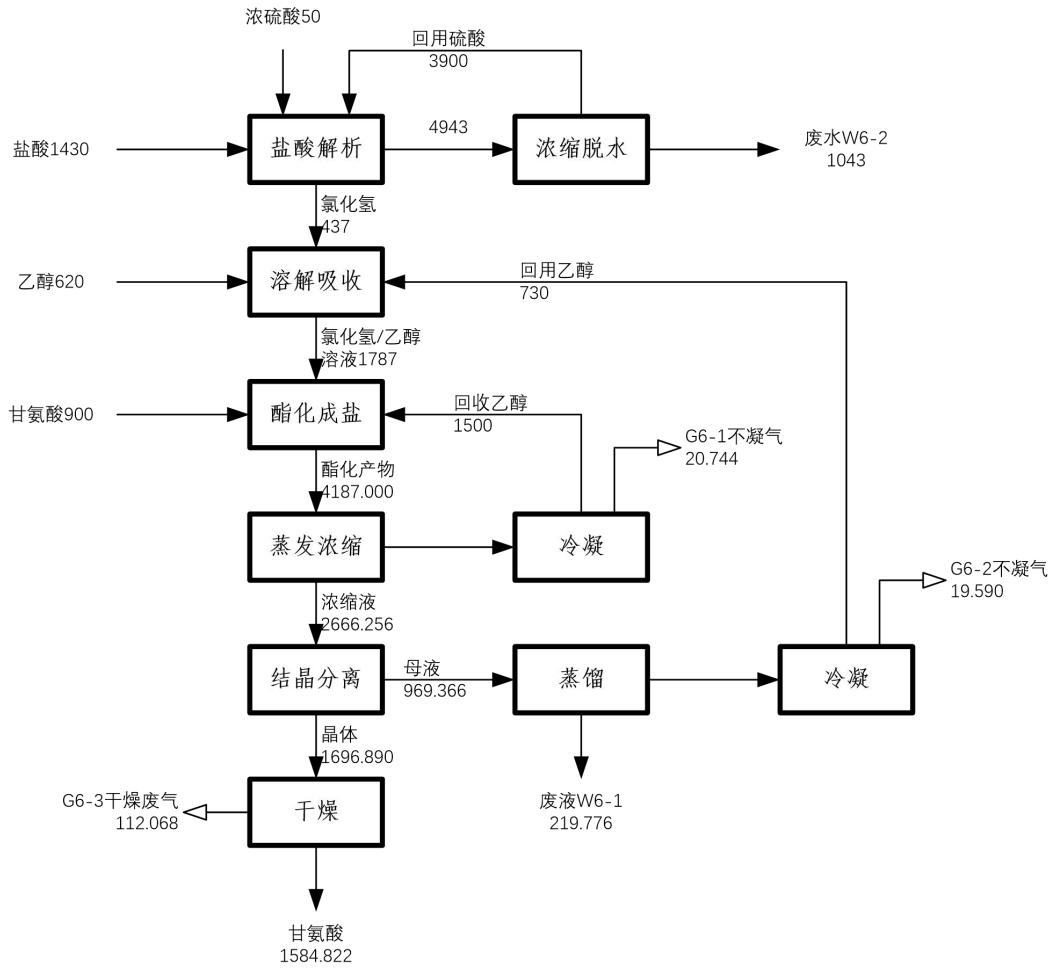 浓硫酸50
回用硫酸
3900
盐酸1430
盐酸解析
4943
浓缩脱水
废水W6-2
1043
氯化氢
437
乙醇620
溶解吸收
回用乙醇
730
氯化氢/乙醇
溶液1787
甘氨酸900
酯化成盐
回收乙醇
1500
G6-1不凝气
20.744
酯化产物
4187.000
蒸发浓缩
冷凝
G6-2不凝气
19.590
浓缩液
2666.256
结晶分离
母液
969.366
蒸馏
冷凝
晶体
1696.890
G6-3干燥废气
112.068
干燥
废液W6-1
219.776
甘氨酸
1584.822